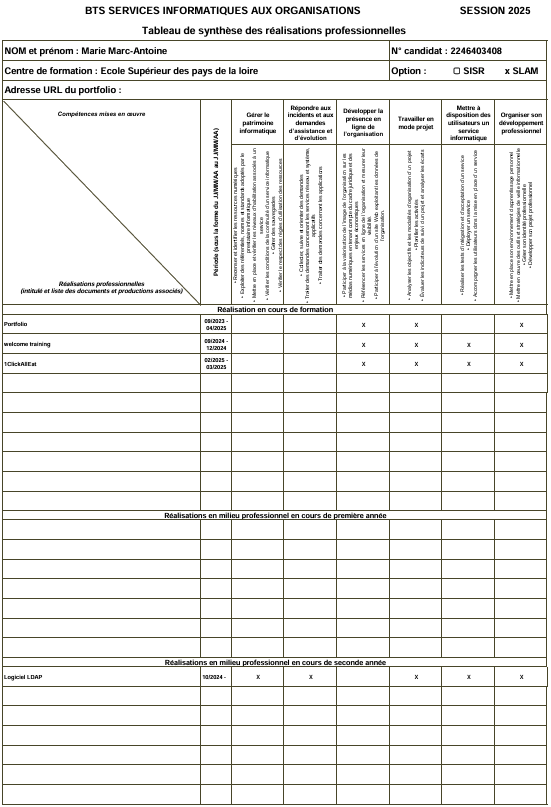 BTS SERVICES INFORMATIQUES AUX ORGANISATIONS SESSION 2025
Tableau de synthèse des réalisations professionnelles
NOM et prénom : Marie Marc-Antoine N° candidat : 2246403408
Centre de formation : Ecole Supérieur des pays de la loire Option : ☐ SISR x SLAM
Adresse URL du portfolio :
Compétences mises en œuvre
Réalisations professionnelles
(intitulé et liste des documents et productions associés)
Période (sous la forme du JJ/MM/AA au JJ/MM/AA)
Gérer le
patrimoine
informatique
Répondre aux
incidents et aux
demandes
d'assistance et
d'évolution
Développer la
présence en
ligne de
l'organisation
Travailler en
mode projet
Mettre à
disposition des
utilisateurs un
service
informatique
Organiser son
développement
professionnel
• Recenser et identifier les ressources numériques
• Exploiter des référentiels, normes et standards adoptés par le
prestataire informatique
• Mettre en place et vérifier les niveaux d'habilitation associés à un
service
• Vérifier les conditions de la continuité d'un service informatique
• Gérer des sauvegardes
• Vérifier le respect des règles d'utilisation des ressources
• Collecter, suivre et orienter des demandes
• Traiter des demandes concernant les services réseau et système,
applicatifs
• Traiter des demandes concernant les applications
• Participer à la valorisation de l'image de l'organisation sur les
médias numériques en tenant compte du cadre juridique et des
enjeux économiques
• Référencer les services en ligne de l'organisation et mesurer leur
visibilité
• Participer à l'évolution d'un site Web exploitant les données de
l'organisation.
• Analyser les objectifs et les modalités d'organisation d'un projet
• Planifier les activités
• Évaluer les indicateurs de suivi d'un projet et analyser les écarts
• Réaliser les tests d'intégration et d'acceptation d'un service
• Déployer un service
• Accompagner les utilisateurs dans la mise en place d'un service
• Mettre en place son environnement d'apprentissage personnel
• Mettre en œuvre des outils et stratégies de veille informationnelle
• Gérer son identité professionnelle
• Développer son projet professionnel
Réalisation en cours de formation
Portfolio 09/2023 - 04/2025 X X X
welcome training 09/2024 - 12/2024 X X X X
1ClickAllEat 02/2025 - 03/2025 X X X X
Réalisations en milieu professionnel en cours de première année
Réalisations en milieu professionnel en cours de seconde année
Logiciel LDAP 10/2024 - X X X X X